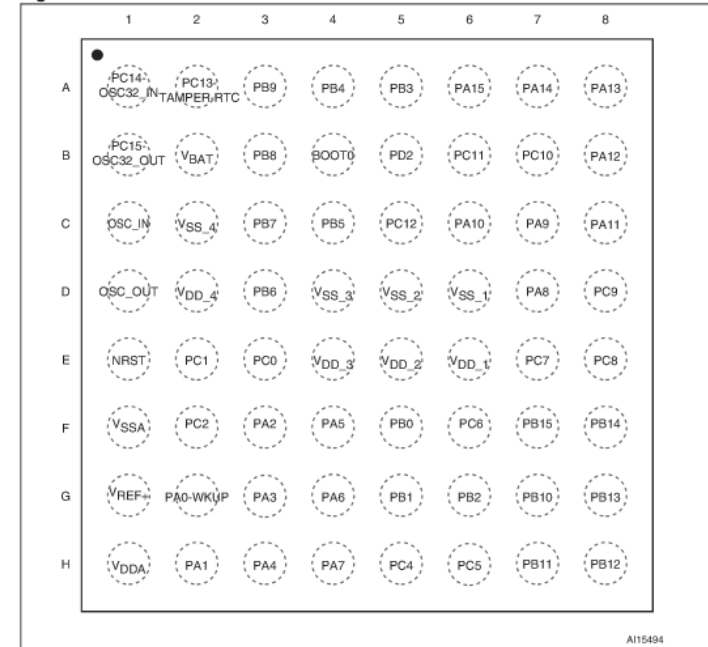 1 2 3 4 5 6 7 8
A PC14-OSC32_IN PC13-TAMPER-RTC PB9 PB4 PB3 PA15 PA14 PA13
B PC15-OSC32_OUT VBAT PB8 BOOT0 PD2 PC11 PC10 PA12
C OSC_IN VSS_4 PB7 PB5 PC12 PA10 PA9 PA11
D OSC_OUT VDD_4 PB6 VSS_3 VSS_2 VSS_1 PA8 PC9
E NRST PC1 PC0 VDD_3 VDD_2 VDD_1 PC7 PC8
F VSSA PC2 PA2 PA5 PB0 PC6 PB15 PB14
G VREF+ PA0-WKUP PA3 PA6 PB1 PB2 PB10 PB13
H VDDA PA1 PA4 PA7 PC4 PC5 PB11 PB12
AI15494